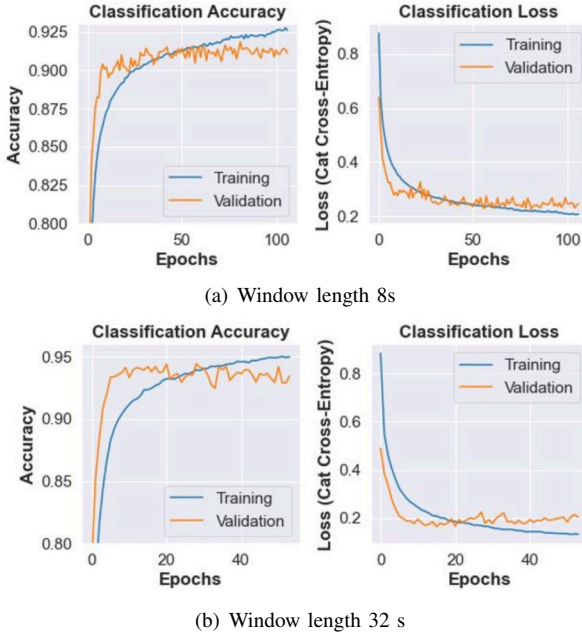 Classification Accuracy
Accuracy
0.925
0.900
0.875
0.850
0.825
0.800
Training
Validation
0
50
100
Epochs
Classification Loss
Loss (Cat Cross-Entropy)
0.8
0.6
0.4
0.2
Training
Validation
0
50
100
Epochs
(a) Window length 8s
Classification Accuracy
Accuracy
0.95
0.90
0.85
0.80
Training
Validation
0
20
40
Epochs
Classification Loss
Loss (Cat Cross-Entropy)
0.8
0.6
0.4
0.2
Training
Validation
0
20
40
Epochs
(b) Window length 32 s